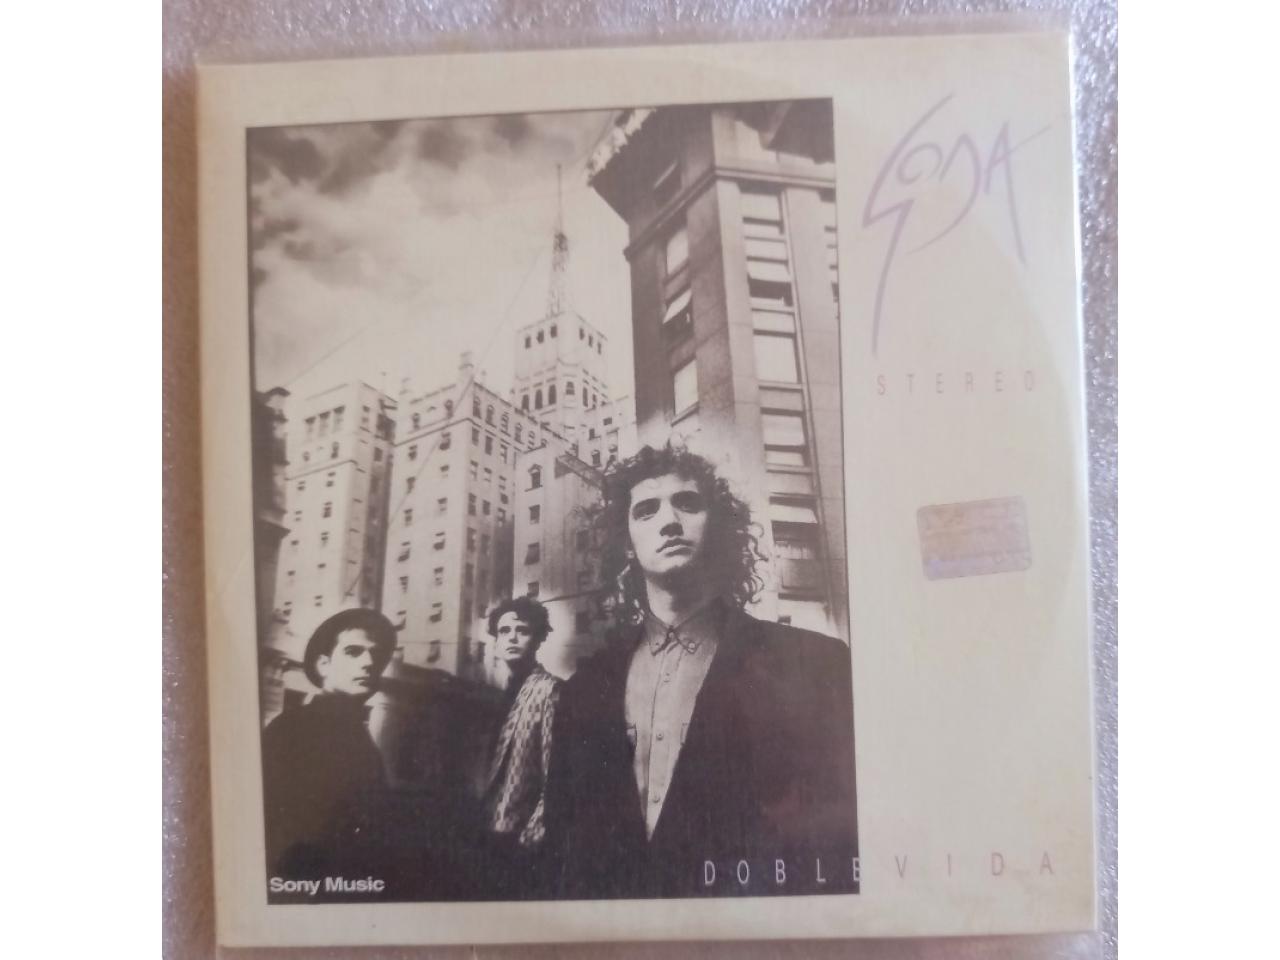 SODA
STEREO
DOBLE VIDA
Sony Music